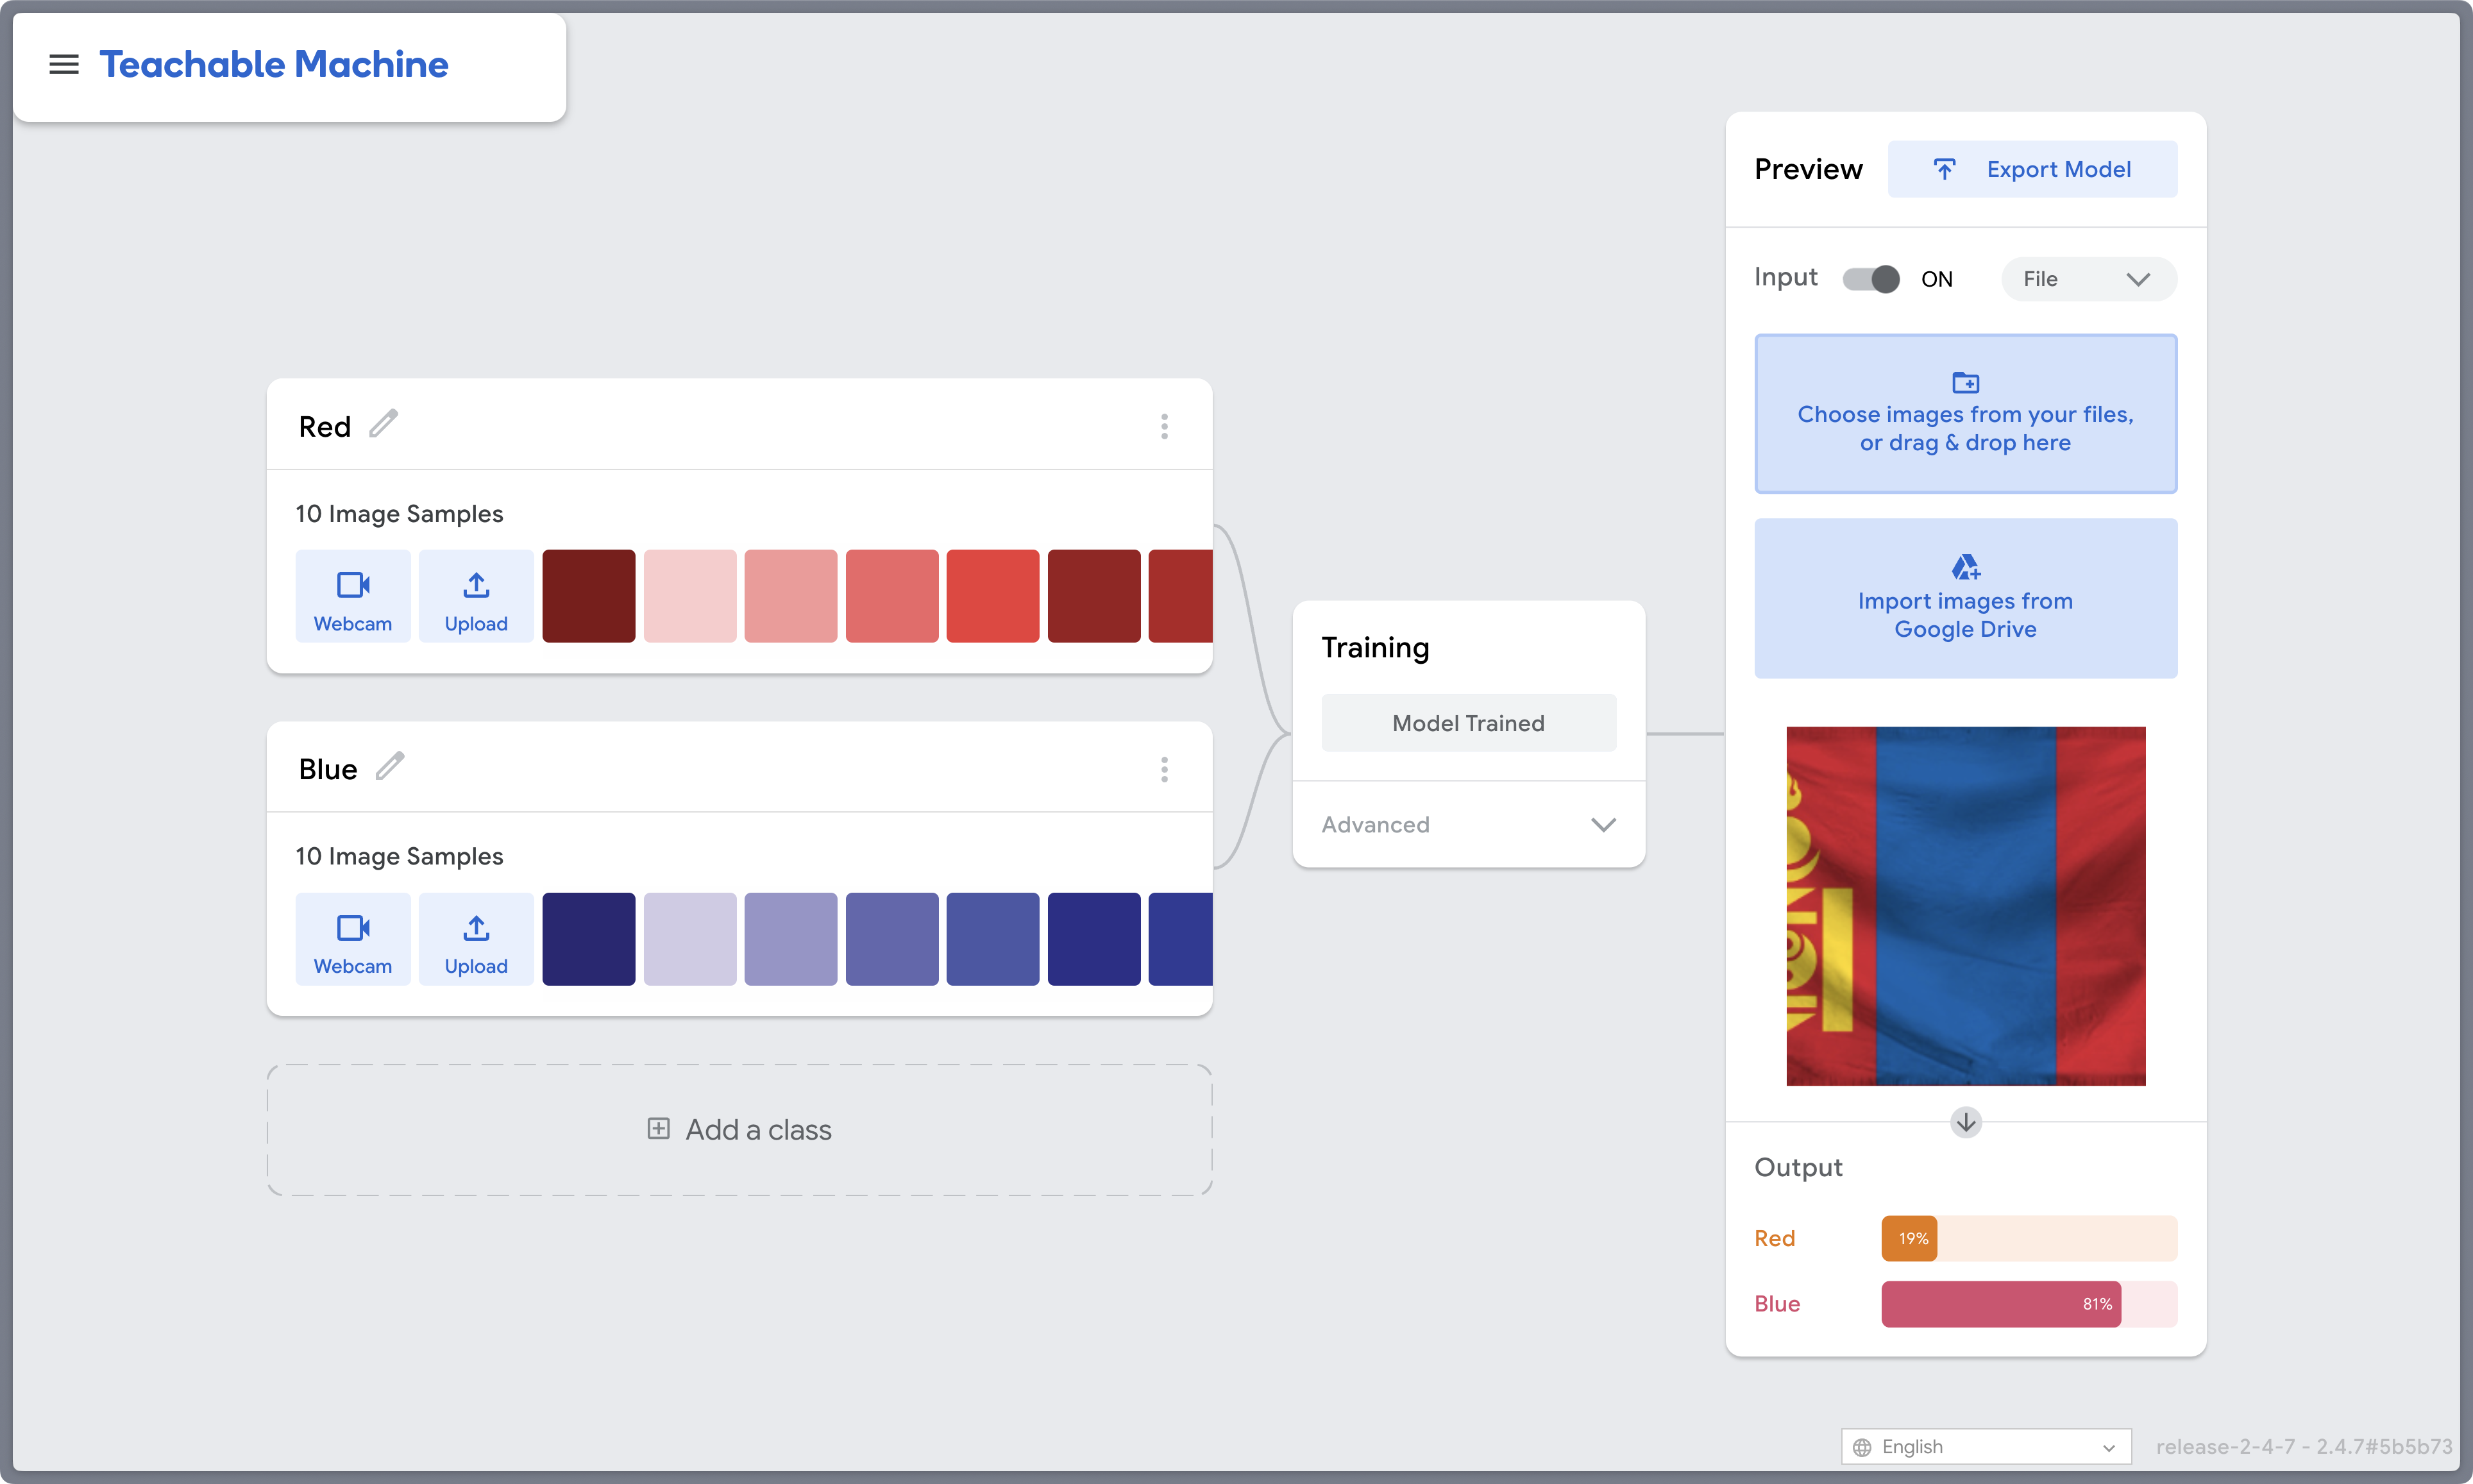 Teachable Machine
Red
10 Image Samples
Webcam
Upload
Blue
10 Image Samples
Webcam
Upload
Add a class
Training
Model Trained
Advanced
Preview
Export Model
Input
ON
File
Choose images from your files,
or drag & drop here
Import images from
Google Drive
Output
Red
19%
Blue
81%
English
release-2-4-7 - 2.4.7#5b5b73